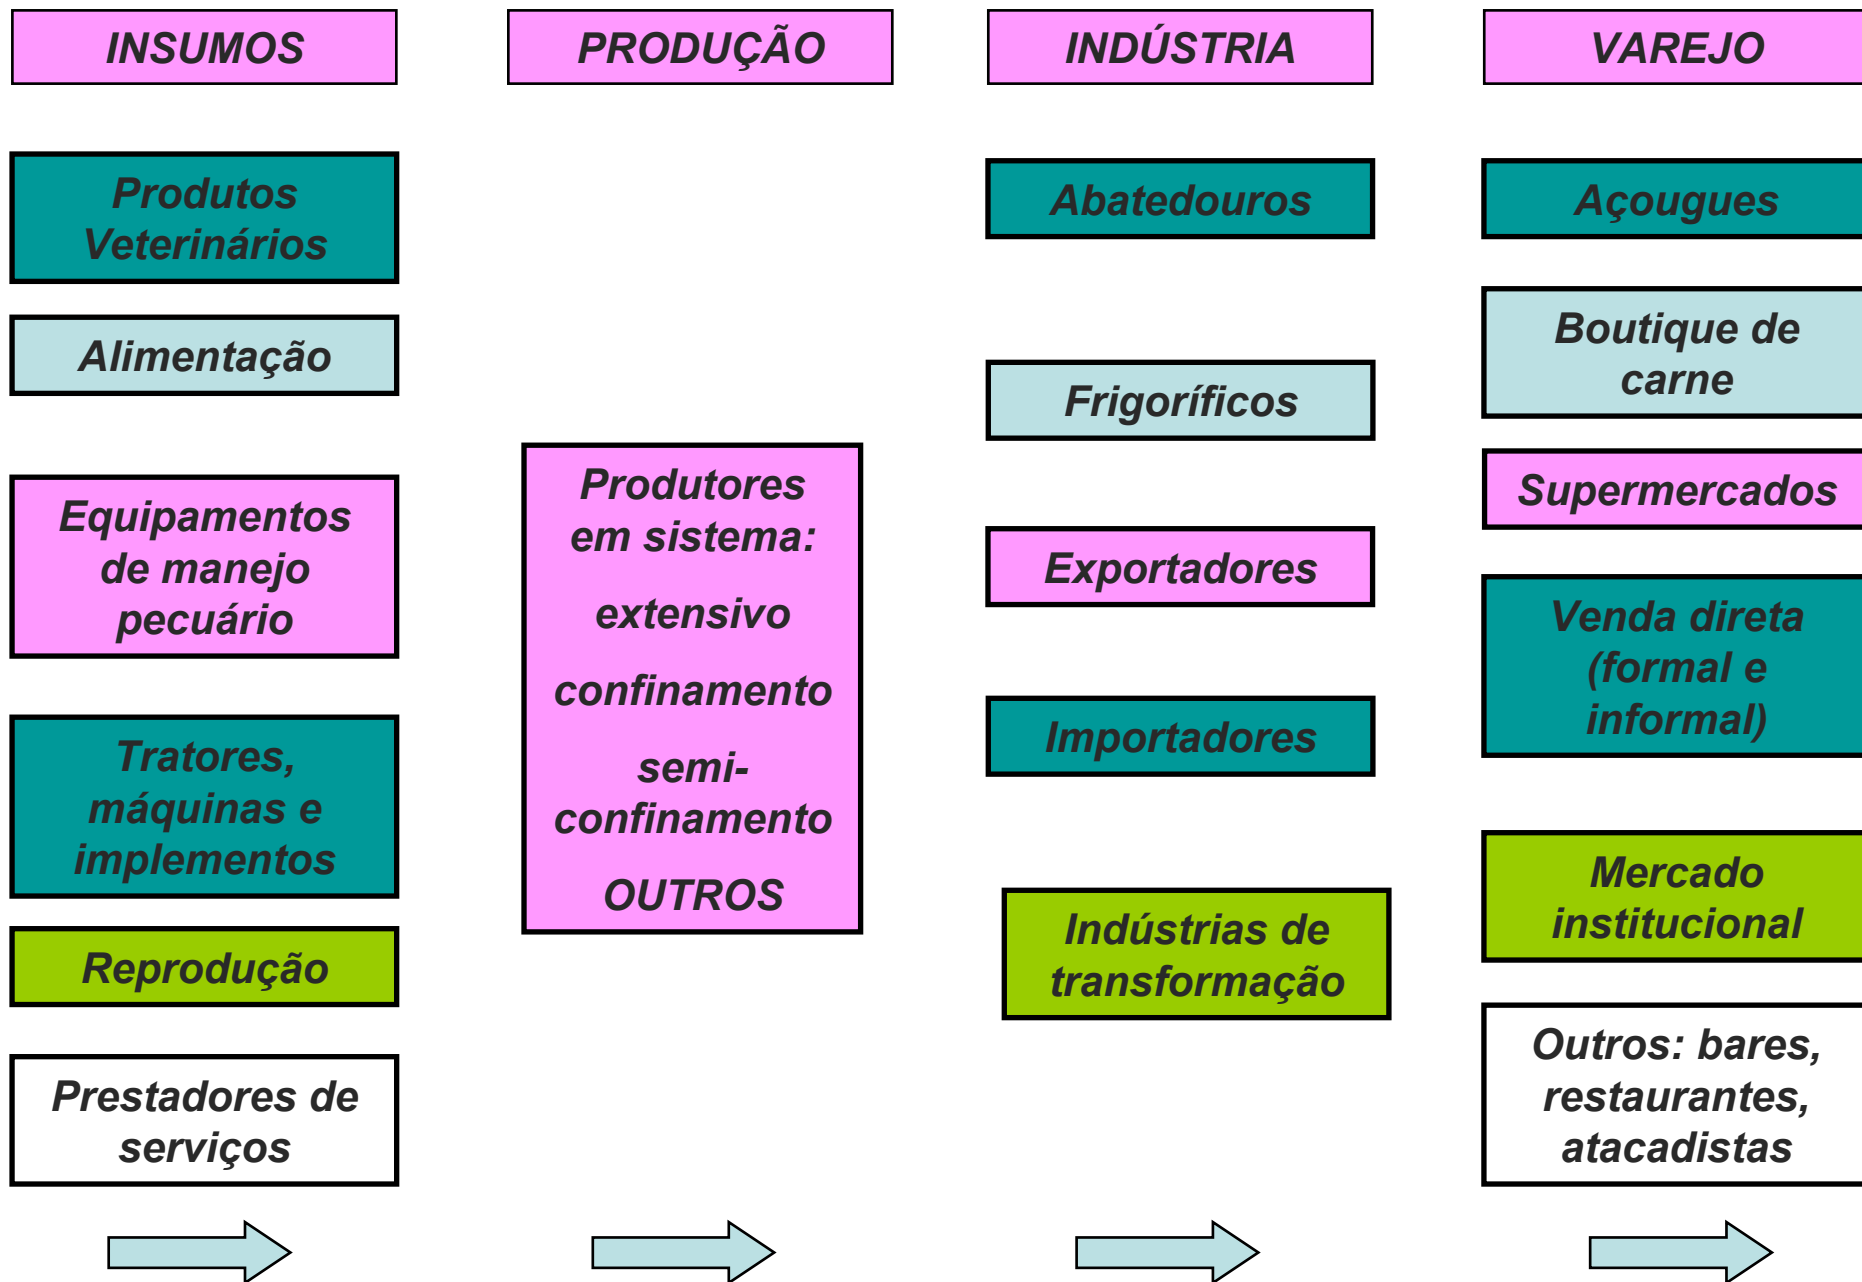 INSUMOS
PRODUÇÃO
INDÚSTRIA
VAREJO
Produtos
Veterinários
Alimentação
Equipamentos
de manejo
pecuário
Tratores,
máquinas e
implementos
Reprodução
Prestadores de
serviços
Produtores
em sistema:
extensivo
confinamento
semi-
confinamento
OUTROS
Abatedouros
Frigoríficos
Exportadores
Importadores
Indústrias de
transformação
Açougues
Boutique de
carne
Supermercados
Venda direta
(formal e
informal)
Mercado
institucional
Outros: bares,
restaurantes,
atacadistas